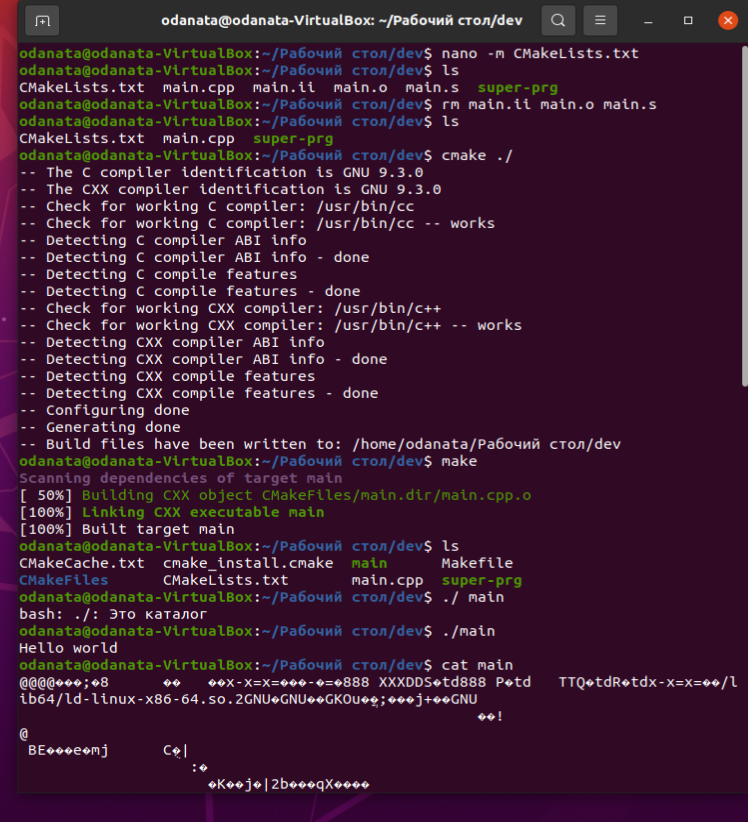 odanata@odanata-VirtualBox: ~/Рабочий стол/dev
odanata@odanata-VirtualBox:~/Рабочий стол/dev$ nano -m CMakeLists.txt
odanata@odanata-VirtualBox:~/Рабочий стол/dev$ ls
CMakeLists.txt  main.cpp  main.ii  main.o  main.s  super-prg
odanata@odanata-VirtualBox:~/Рабочий стол/dev$ rm main.ii main.o main.s
odanata@odanata-VirtualBox:~/Рабочий стол/dev$ ls
CMakeLists.txt  main.cpp  super-prg
odanata@odanata-VirtualBox:~/Рабочий стол/dev$ cmake ./
-- The C compiler identification is GNU 9.3.0
-- The CXX compiler identification is GNU 9.3.0
-- Check for working C compiler: /usr/bin/cc
-- Check for working C compiler: /usr/bin/cc -- works
-- Detecting C compiler ABI info
-- Detecting C compiler ABI info - done
-- Detecting C compile features
-- Detecting C compile features - done
-- Check for working CXX compiler: /usr/bin/c++
-- Check for working CXX compiler: /usr/bin/c++ -- works
-- Detecting CXX compiler ABI info
-- Detecting CXX compiler ABI info - done
-- Detecting CXX compile features
-- Detecting CXX compile features - done
-- Configuring done
-- Generating done
-- Build files have been written to: /home/odanata/Рабочий стол/dev
odanata@odanata-VirtualBox:~/Рабочий стол/dev$ make
Scanning dependencies of target main
[ 50%] Building CXX object CMakeFiles/main.dir/main.cpp.o
[100%] Linking CXX executable main
[100%] Built target main
odanata@odanata-VirtualBox:~/Рабочий стол/dev$ ls
CMakeCache.txt  cmake_install.cmake  main      Makefile
CMakeFiles      CMakeLists.txt       main.cpp  super-prg
odanata@odanata-VirtualBox:~/Рабочий стол/dev$ ./ main
bash: ./: Это каталог
odanata@odanata-VirtualBox:~/Рабочий стол/dev$ ./main
Hello world
odanata@odanata-VirtualBox:~/Рабочий стол/dev$ cat main
@@@@���;�8      ��   ��x-x=x=���-�=�888 XXXDDS�td888 P�td   TTQ�tdR�tdx-x=x=��/l
ib64/ld-linux-x86-64.so.2GNU�GNU��GKOu��;���j+��GNU
��!
@
BE���e�mj      C�|
:�
�K��j�|2b���qX����